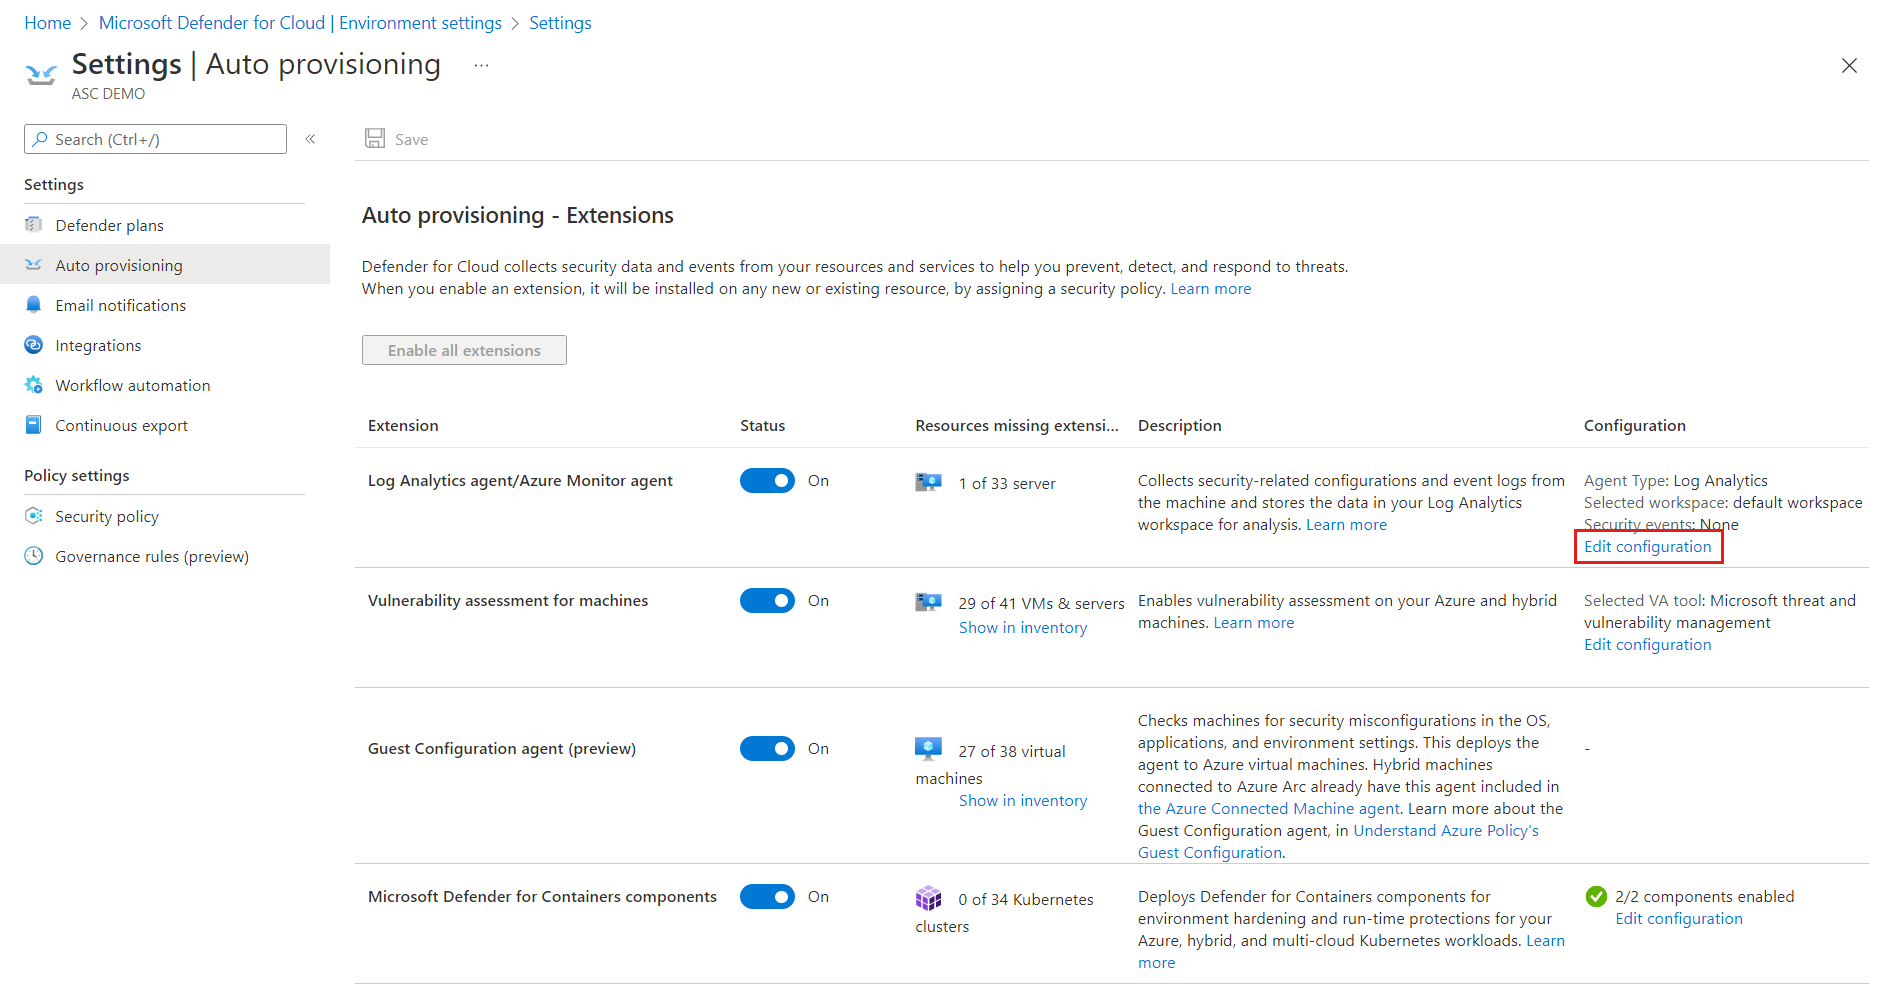 Home > Microsoft Defender for Cloud | Environment settings > Settings
Settings | Auto provisioning ...
ASC DEMO
Search (Ctrl+/) «
Save
Settings
Defender plans
Auto provisioning
Email notifications
Integrations
Workflow automation
Continuous export
Policy settings
Security policy
Governance rules (preview)
Auto provisioning - Extensions
Defender for Cloud collects security data and events from your resources and services to help you prevent, detect, and respond to threats.
When you enable an extension, it will be installed on any new or existing resource, by assigning a security policy. Learn more
Enable all extensions
Extension Status Resources missing extensi... Description Configuration
Log Analytics agent/Azure Monitor agent
On
1 of 33 server
Collects security-related configurations and event logs from
the machine and stores the data in your Log Analytics
workspace for analysis. Learn more
Agent Type: Log Analytics
Selected workspace: default workspace
Security events: None
Edit configuration
Vulnerability assessment for machines
On
29 of 41 VMs & servers
Show in inventory
Enables vulnerability assessment on your Azure and hybrid
machines. Learn more
Selected VA tool: Microsoft threat and
vulnerability management
Edit configuration
Guest Configuration agent (preview)
On
27 of 38 virtual
machines
Show in inventory
Checks machines for security misconfigurations in the OS,
applications, and environment settings. This deploys the
agent to Azure virtual machines. Hybrid machines
connected to Azure Arc already have this agent included in
the Azure Connected Machine agent. Learn more about the
Guest Configuration agent, in Understand Azure Policy's
Guest Configuration.
-
Microsoft Defender for Containers components
On
0 of 34 Kubernetes
clusters
Deploys Defender for Containers components for
environment hardening and run-time protections for your
Azure, hybrid, and multi-cloud Kubernetes workloads. Learn
more
2/2 components enabled
Edit configuration